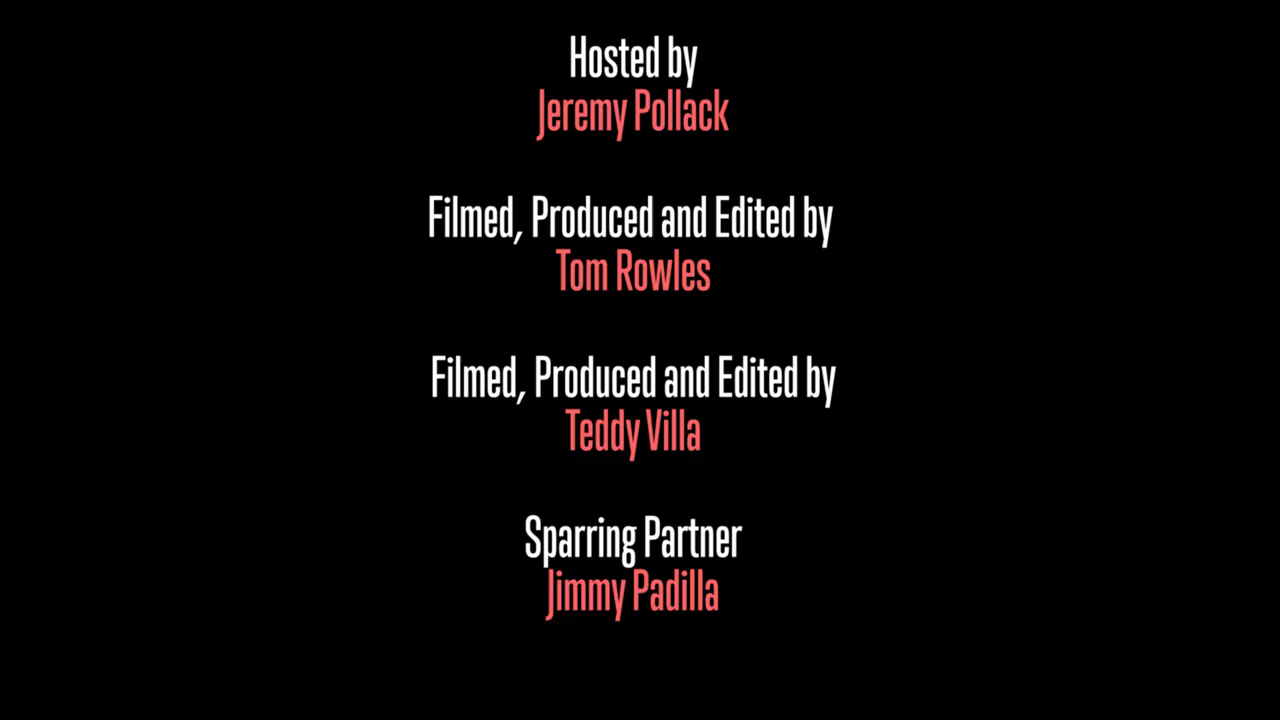 Hosted by
Jeremy Pollack
Filmed, Produced and Edited by
Tom Rowles
Filmed, Produced and Edited by
Teddy Villa
Sparring Partner
Jimmy Padilla